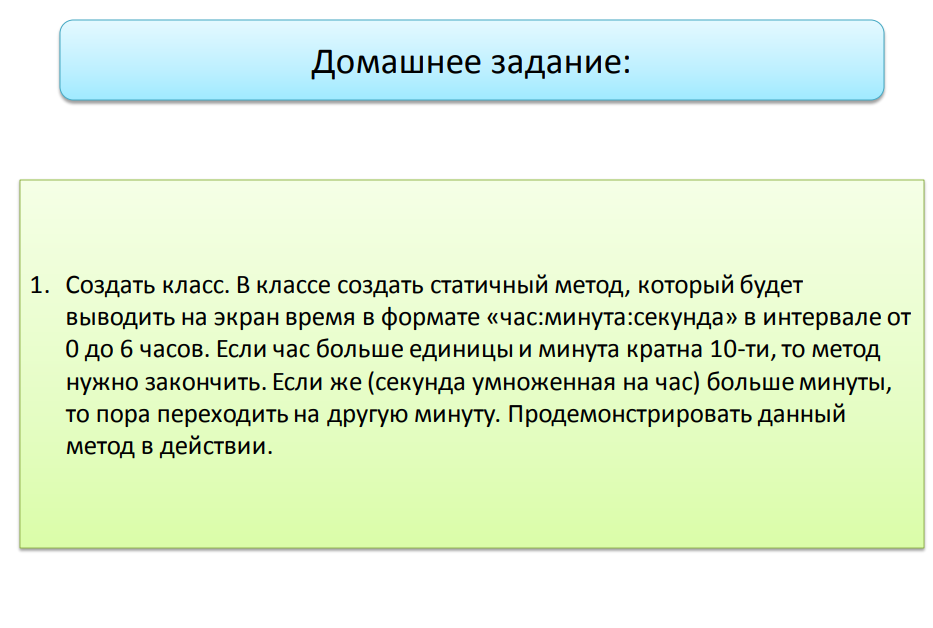 Домашнее задание:
1. Создать класс. В классе создать статичный метод, который будет
выводить на экран время в формате «час:минута:секунда» в интервале от
0 до 6 часов. Если час больше единицы и минута кратна 10-ти, то метод
нужно закончить. Если же (секунда умноженная на час) больше минуты,
то пора переходить на другую минуту. Продемонстрировать данный
метод в действии.